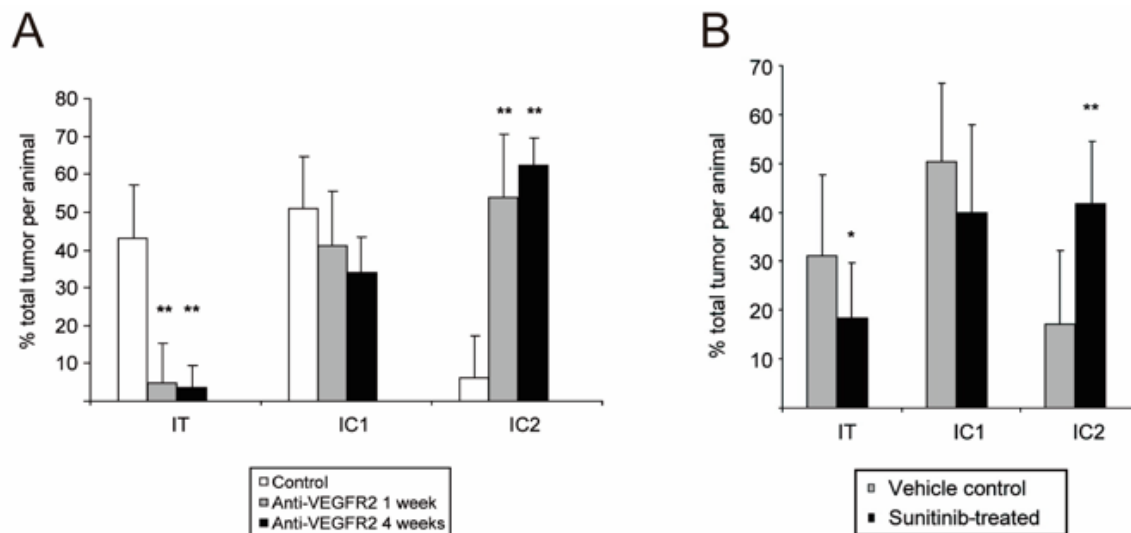 A
% total tumor per animal
80
70
60
50
40
30
20
10
** **
** **
IT IC1 IC2
Control
Anti-VEGFR2 1 week
Anti-VEGFR2 4 weeks
B
% total tumor per animal
70
60
50
40
30
20
10
**
*
IT IC1 IC2
Vehicle control
Sunitinib-treated